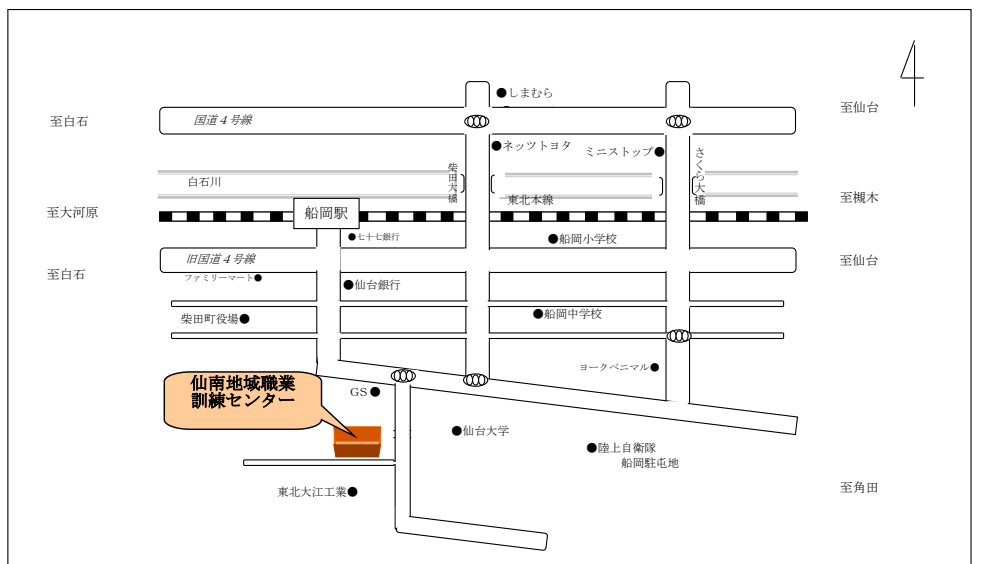 しまむら
至仙台
至白石
国道４号線
ネッツトヨタ
ミニストップ
柴田大橋
さくら大橋
白石川
東北本線
至槻木
至大河原
船岡駅
七十七銀行
船岡小学校
旧国道４号線
至仙台
至白石
ファミリーマート
仙台銀行
船岡中学校
柴田町役場
ヨークベニマル
仙南地域職業
訓練センター
GS
仙台大学
陸上自衛隊
船岡駐屯地
至角田
東北大江工業